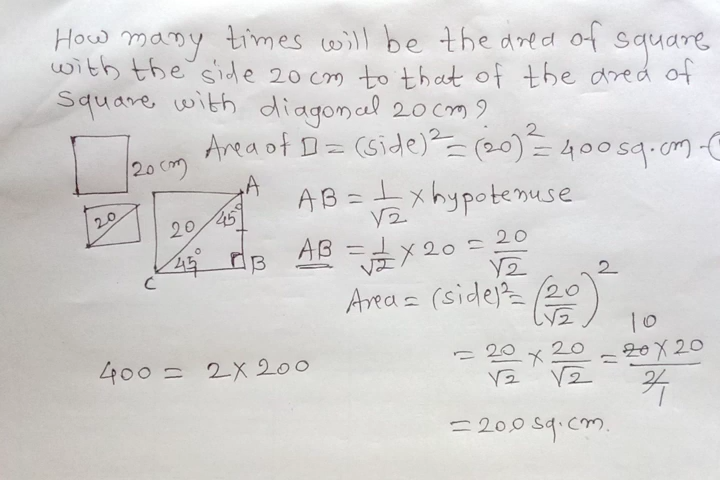 How many times will be the area of square
with the side 20 cm to that of the area of
square with diagonal 20 cm?
Area of □ = (side)² = (20)² = 400 sq.cm -
20 cm
20
A
20
45°
45°
B
C
AB = 1/√2 × hypotenuse
AB = 1/√2 × 20 = 20/√2
Area = (side)² = (20/√2)²
= 20/√2 × 20/√2 = 20 × 20/2
10
1
= 200 sq.cm.
400 = 2 × 200